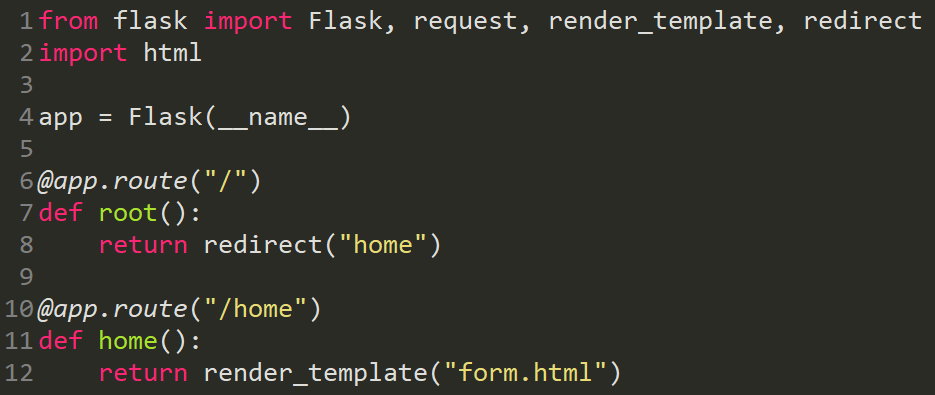 1 from flask import Flask, request, render_template, redirect
2 import html
3
4 app = Flask(__name__)
5
6 @app.route("/")
7 def root():
8     return redirect("home")
9
10 @app.route("/home")
11 def home():
12     return render_template("form.html")